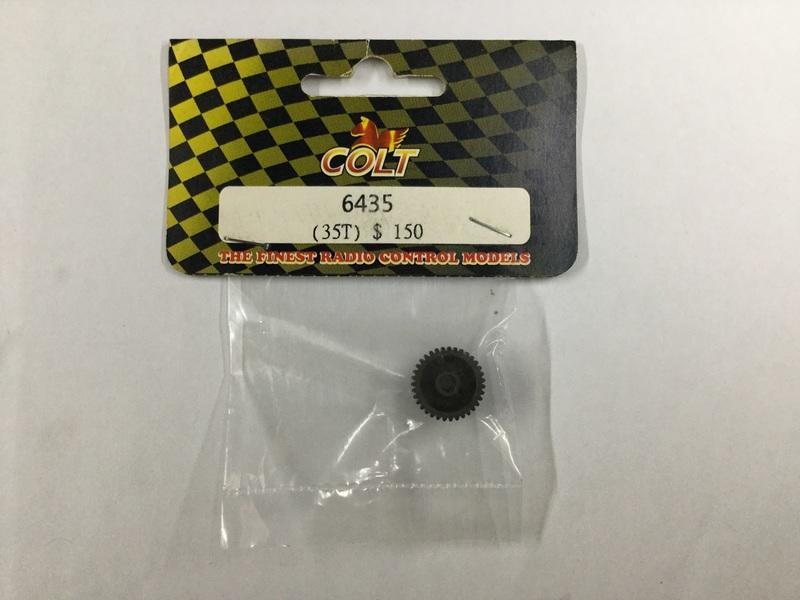 COLT
6435
(35T) $ 150
THE FINEST RADIO CONTROL MODELS